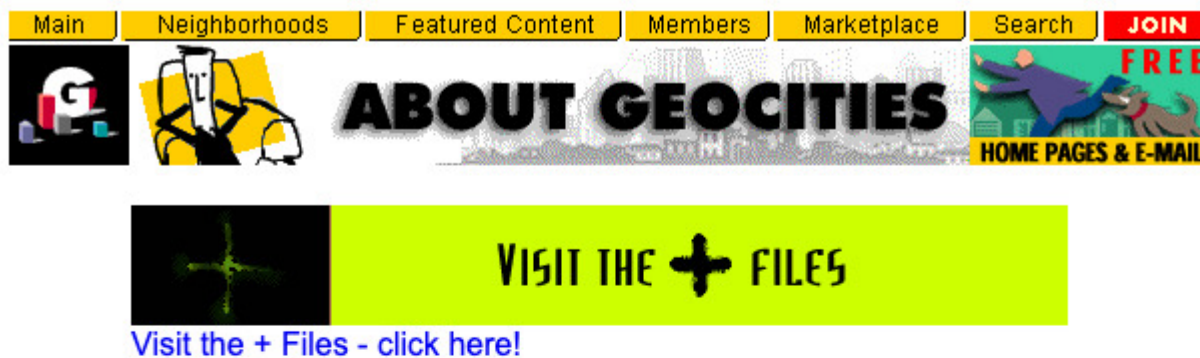 Main Neighborhoods Featured Content Members Marketplace Search JOIN
G ABOUT GEOCITIES FREE
HOME PAGES & E-MAIL
VISIT THE + FILES
Visit the + Files - click here!